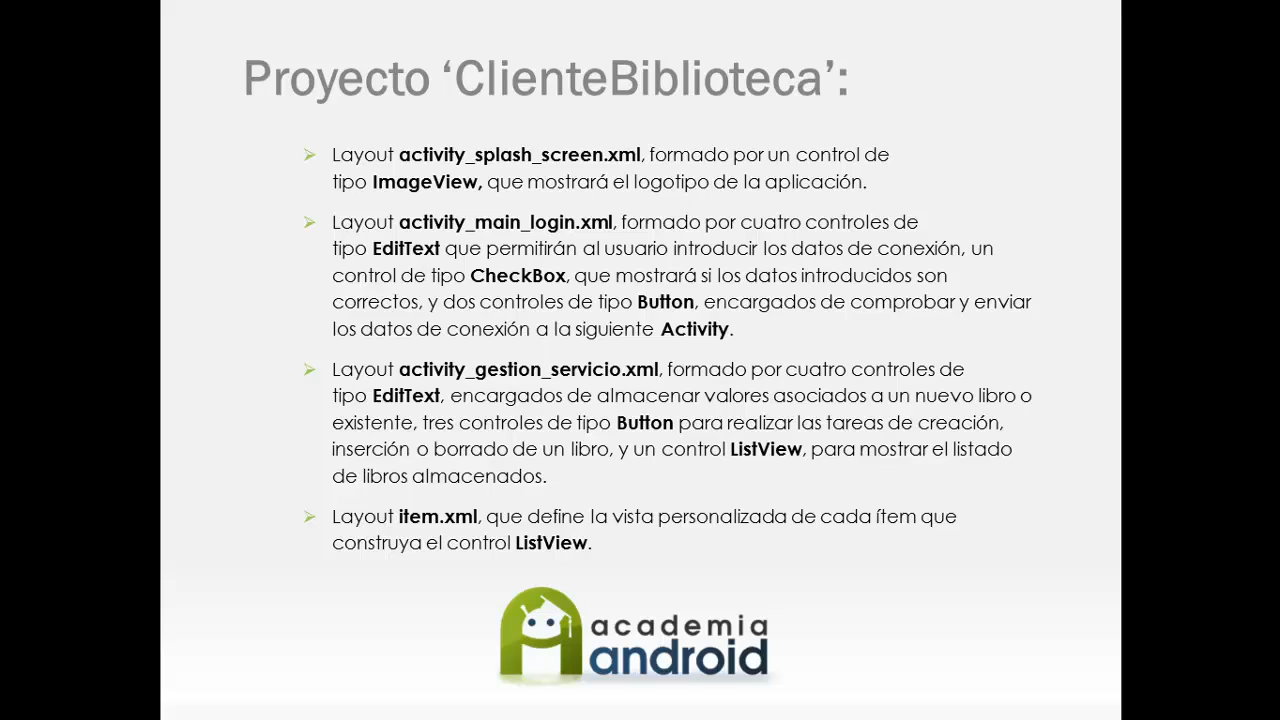 Proyecto ‘ClienteBiblioteca’:
Layout activity_splash_screen.xml, formado por un control de
tipo ImageView, que mostrará el logotipo de la aplicación.
Layout activity_main_login.xml, formado por cuatro controles de
tipo EditText que permitirán al usuario introducir los datos de conexión, un
control de tipo CheckBox, que mostrará si los datos introducidos son
correctos, y dos controles de tipo Button, encargados de comprobar y enviar
los datos de conexión a la siguiente Activity.
Layout activity_gestion_servicio.xml, formado por cuatro controles de
tipo EditText, encargados de almacenar valores asociados a un nuevo libro o
existente, tres controles de tipo Button para realizar las tareas de creación,
inserción o borrado de un libro, y un control ListView, para mostrar el listado
de libros almacenados.
Layout item.xml, que define la vista personalizada de cada ítem que
construya el control ListView.
academia
android